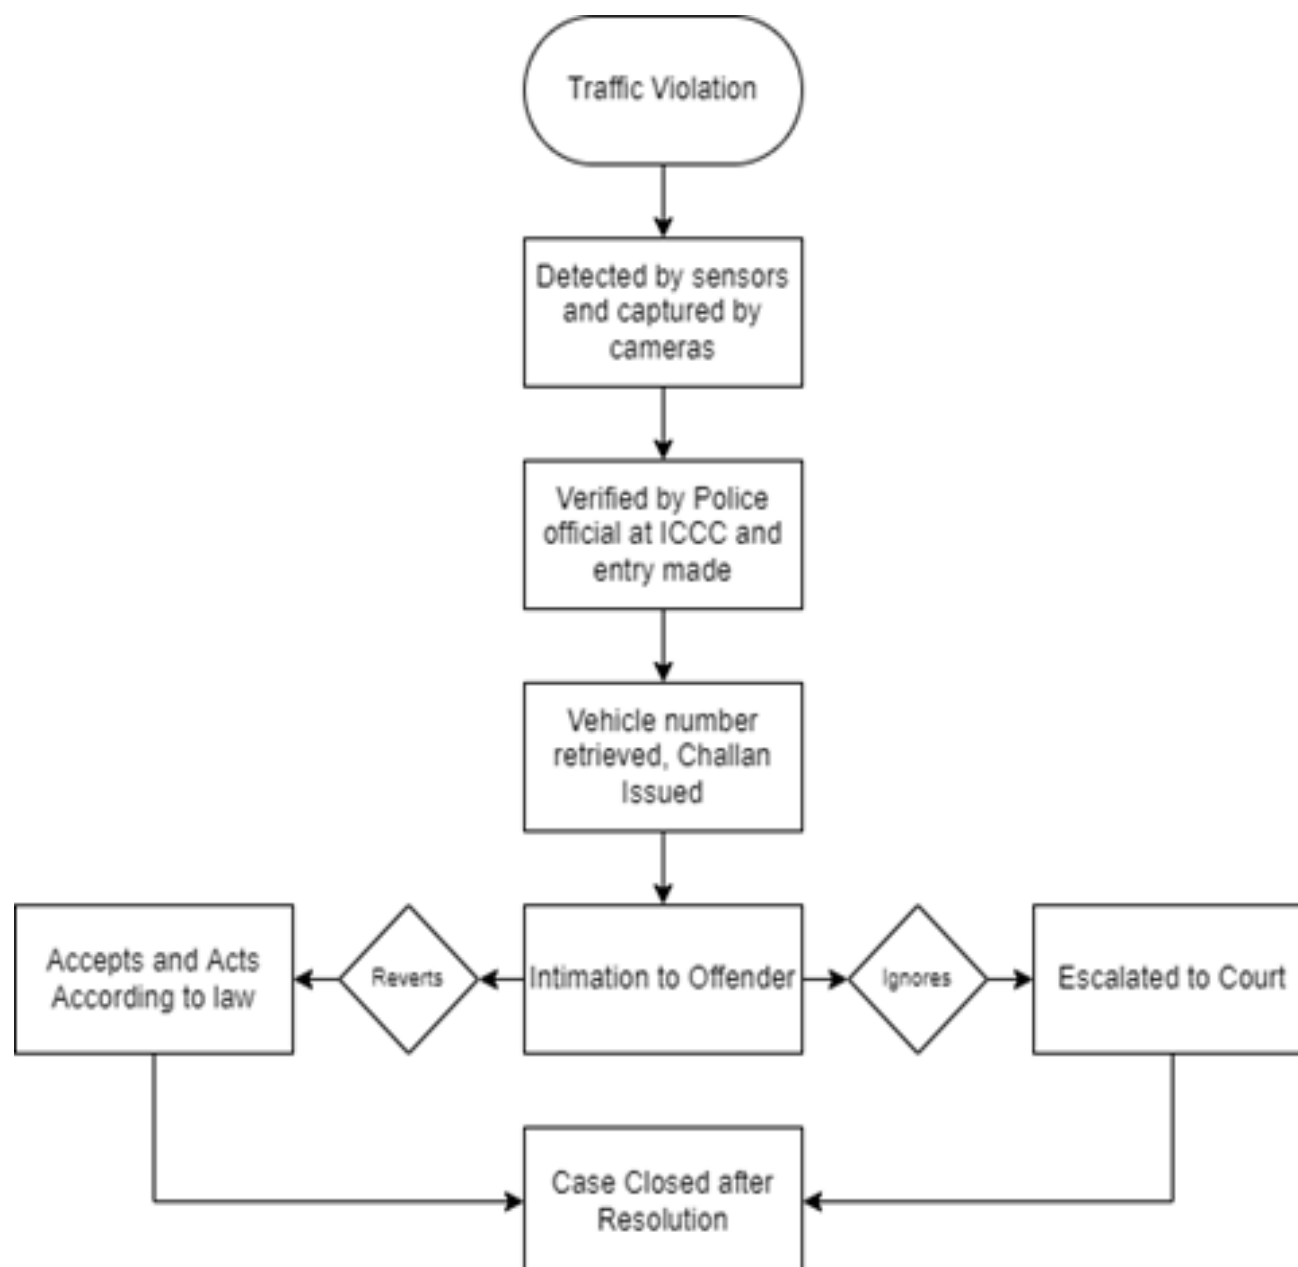 Traffic Violation
Detected by sensors
and captured by
cameras
Verified by Police
official at ICCC and
entry made
Vehicle number
retrieved, Challan
Issued
Accepts and Acts
According to law
Reverts
Intimation to Offender
Ignores
Escalated to Court
Case Closed after
Resolution